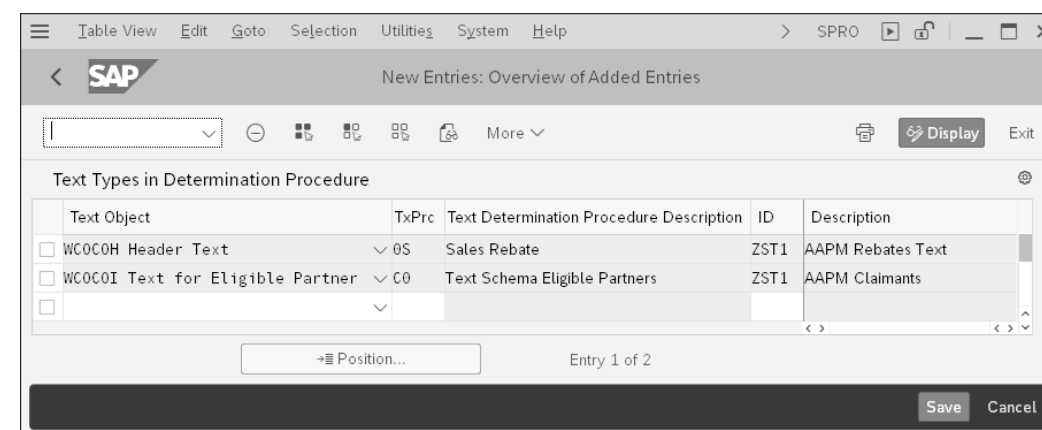 Table View Edit Goto Selection Utilities System Help > SPRO
SAP New Entries: Overview of Added Entries
More Display Exit
Text Types in Determination Procedure
Text Object TxPrc Text Determination Procedure Description ID Description
WCOCOH Header Text 0S Sales Rebate ZST1 AAPM Rebates Text
WCOCOI Text for Eligible Partner C0 Text Schema Eligible Partners ZST1 AAPM Claimants
Position... Entry 1 of 2
Save Cancel